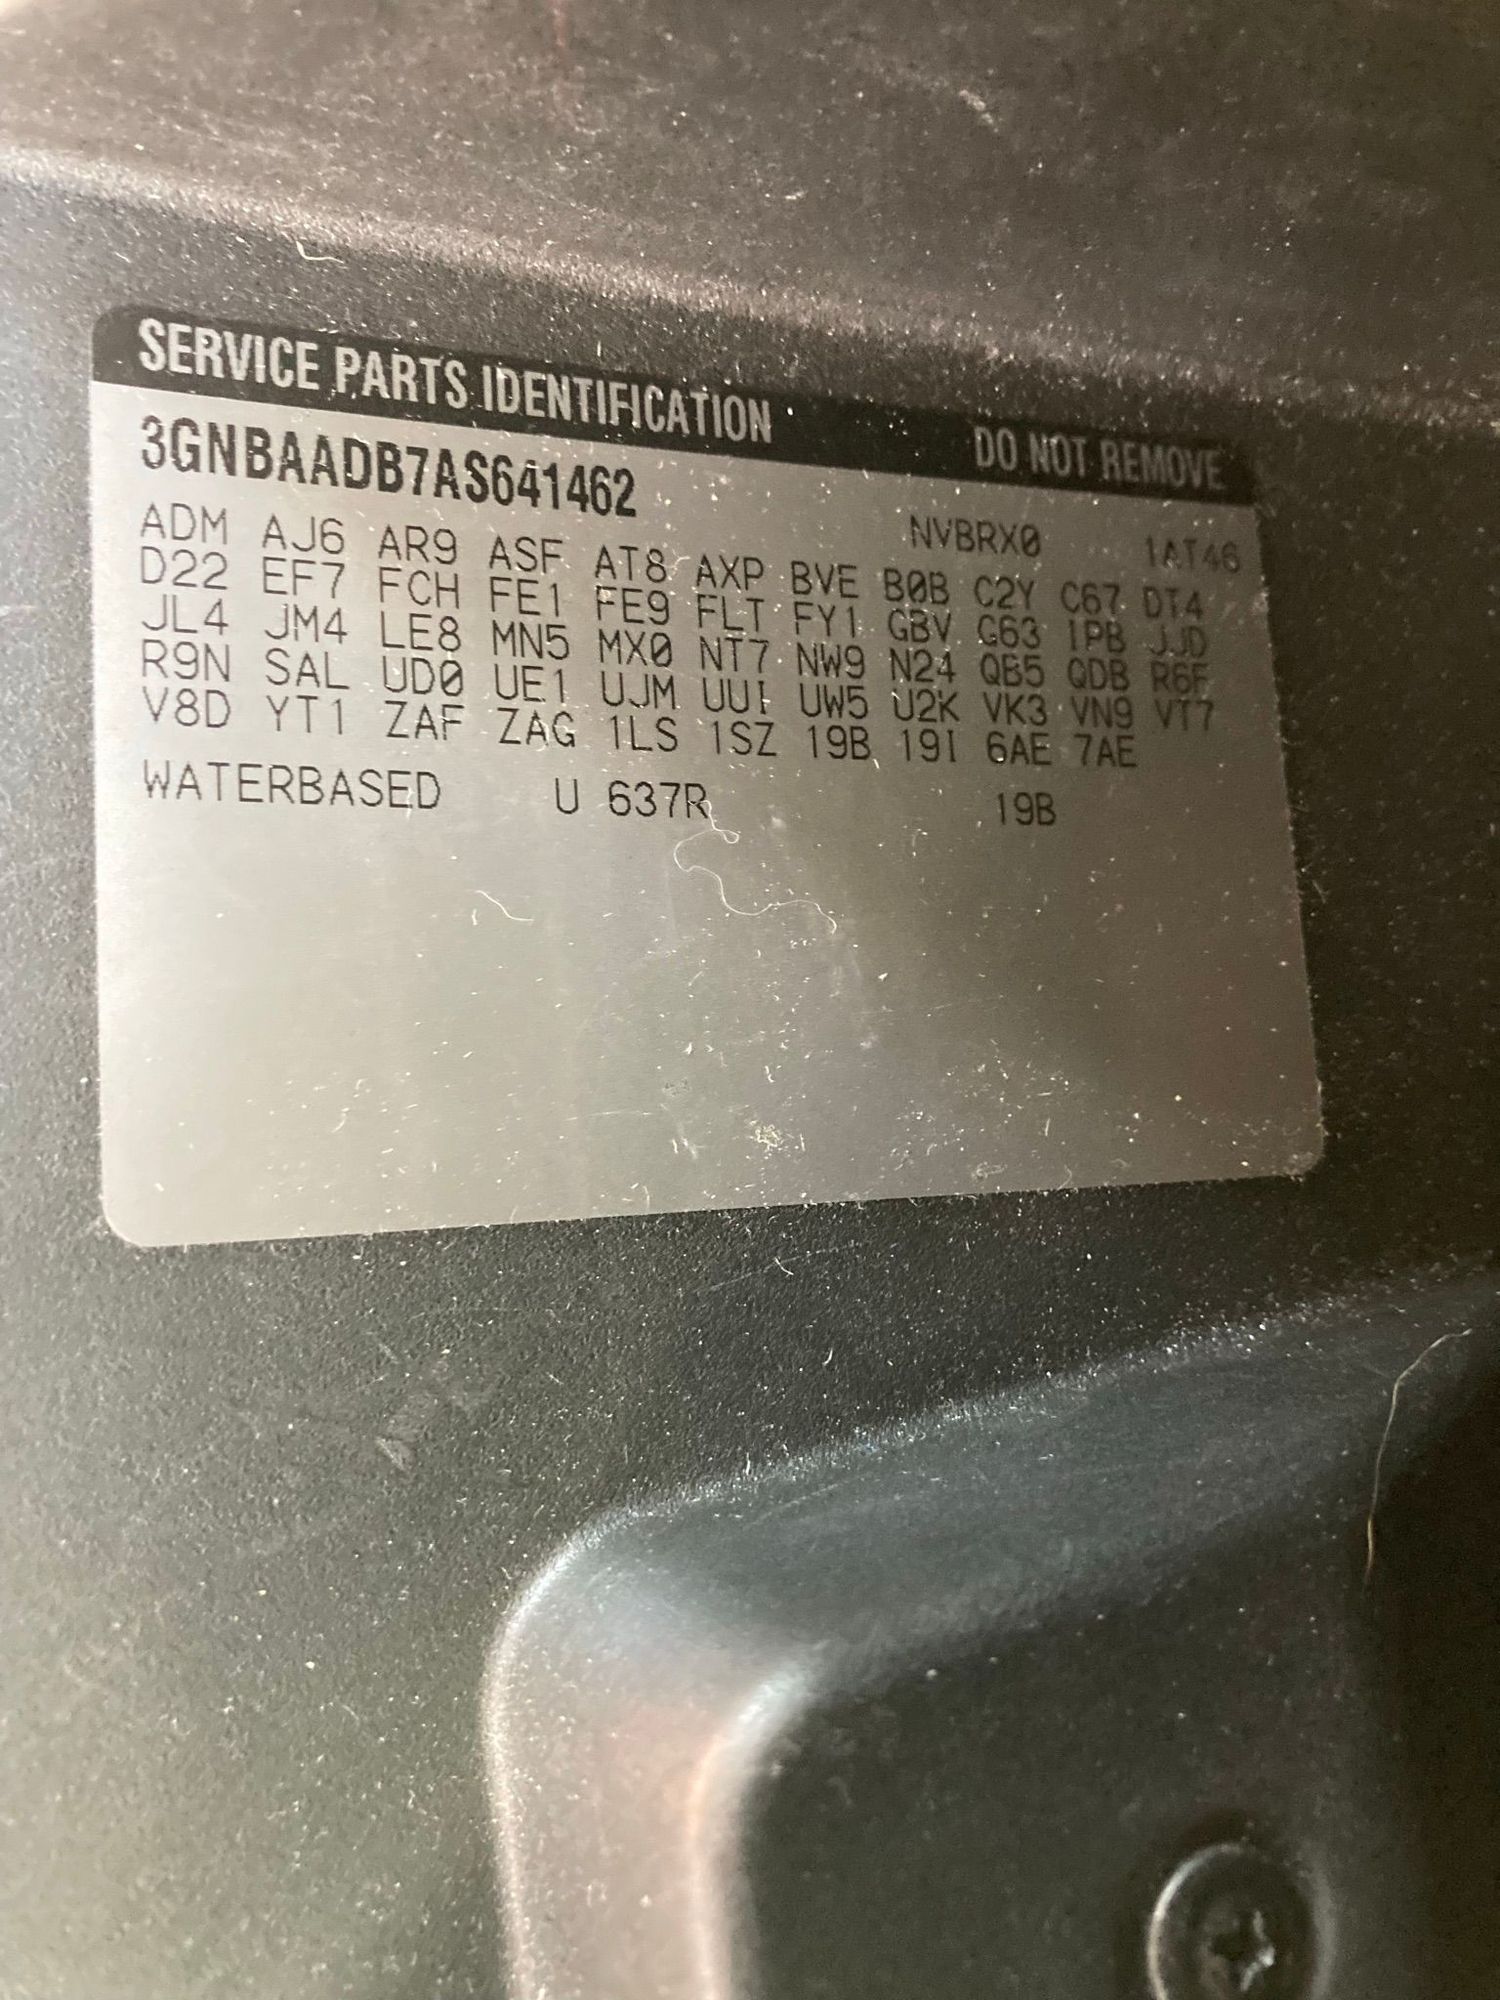 SERVICE PARTS IDENTIFICATION DO NOT REMOVE
3GNBAADB7AS641462
NVBRX0 1AT46
ADM AJ6 AR9 ASF AT8 AXP BVE B0B C2Y C67 DT4
D22 EF7 FCH FE1 FE9 FLT FY1 GBV G63 IPB JJD
JL4 JM4 LE8 MN5 MX0 NT7 NW9 N24 QB5 QDB R6F
R9N SAL UD0 UE1 UJM UUI UW5 U2K VK3 VN9 VT7
V8D YT1 ZAF ZAG 1LS 1SZ 19B 19I 6AE 7AE
WATERBASED U 637R 19B